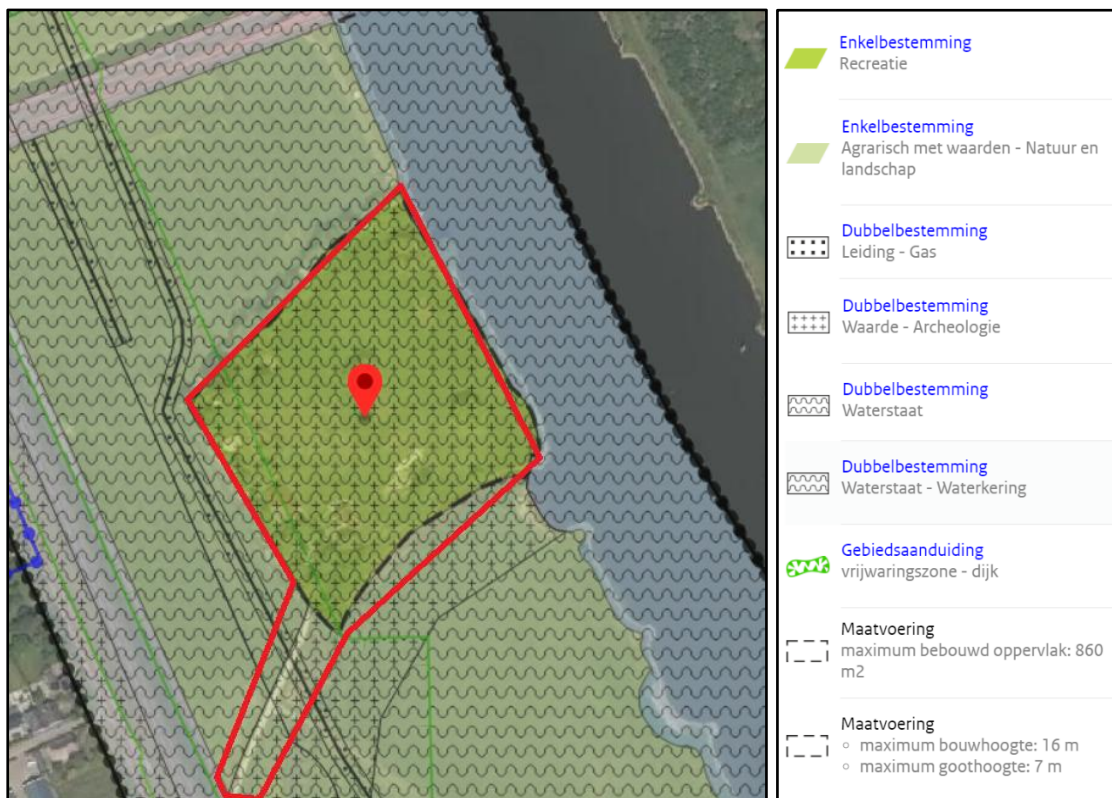 Enkelbestemming
Recreatie
Enkelbestemming
Agrarisch met waarden - Natuur en
landschap
Dubbelbestemming
Leiding - Gas
Dubbelbestemming
Waarde - Archeologie
Dubbelbestemming
Waterstaat
Dubbelbestemming
Waterstaat - Waterkering
Gebiedsaanduiding
vrijwaringszone - dijk
Maatvoering
maximum bebouwd oppervlak: 860
m2
Maatvoering
○ maximum bouwhoogte: 16 m
○ maximum goothoogte: 7 m